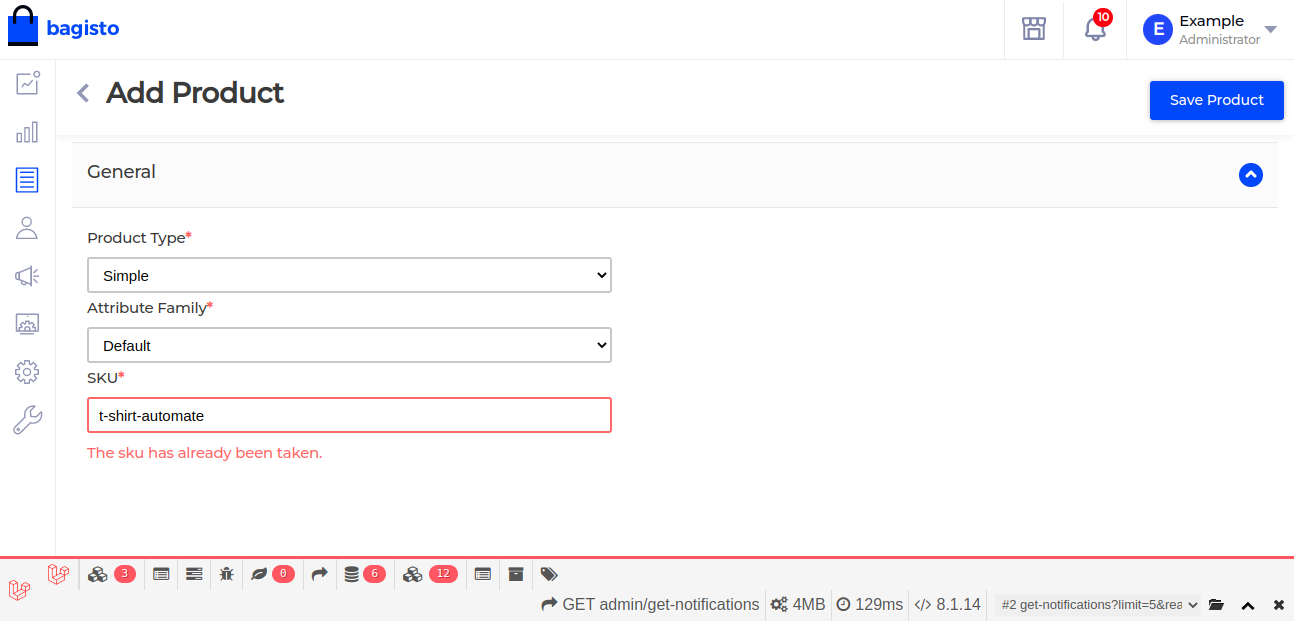 bagisto
10
E
Example
Administrator
Add Product
Save Product
General
Product Type*
Simple
Attribute Family*
Default
SKU*
t-shirt-automate
The sku has already been taken.
3
0
6
12
GET admin/get-notifications
4MB
129ms
8.1.14
#2 get-notifications?limit=5&rea